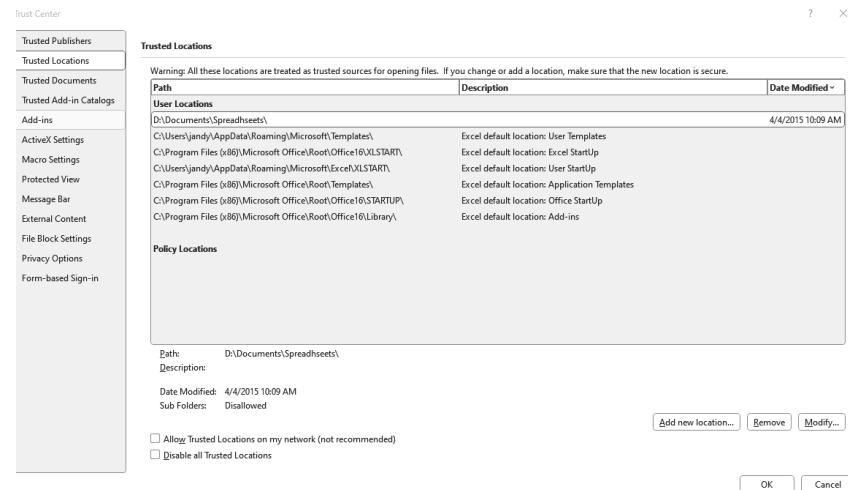 Trust Center ?
Trusted Publishers
Trusted Locations
Trusted Documents
Trusted Add-in Catalogs
Add-ins
ActiveX Settings
Macro Settings
Protected View
Message Bar
External Content
File Block Settings
Privacy Options
Form-based Sign-in
Trusted Locations
Warning: All these locations are treated as trusted sources for opening files. If you change or add a location, make sure that the new location is secure.
Path Description Date Modified
User Locations
D:\Documents\Spreadhseets\ 4/4/2015 10:09 AM
C:\Users\jandy\AppData\Roaming\Microsoft\Templates\ Excel default location: User Templates
C:\Program Files (x86)\Microsoft Office\Root\Office16\XLSTART\ Excel default location: Excel StartUp
C:\Users\jandy\AppData\Roaming\Microsoft\Excel\XLSTART\ Excel default location: User StartUp
C:\Program Files (x86)\Microsoft Office\Root\Templates\ Excel default location: Application Templates
C:\Program Files (x86)\Microsoft Office\Root\Office16\STARTUP\ Excel default location: Office StartUp
C:\Program Files (x86)\Microsoft Office\Root\Office16\Library\ Excel default location: Add-ins
Policy Locations
Path: D:\Documents\Spreadhseets\
Description:
Date Modified: 4/4/2015 10:09 AM
Sub Folders: Disallowed
Add new location... Remove Modify...
Allow Trusted Locations on my network (not recommended)
Disable all Trusted Locations
OK Cancel